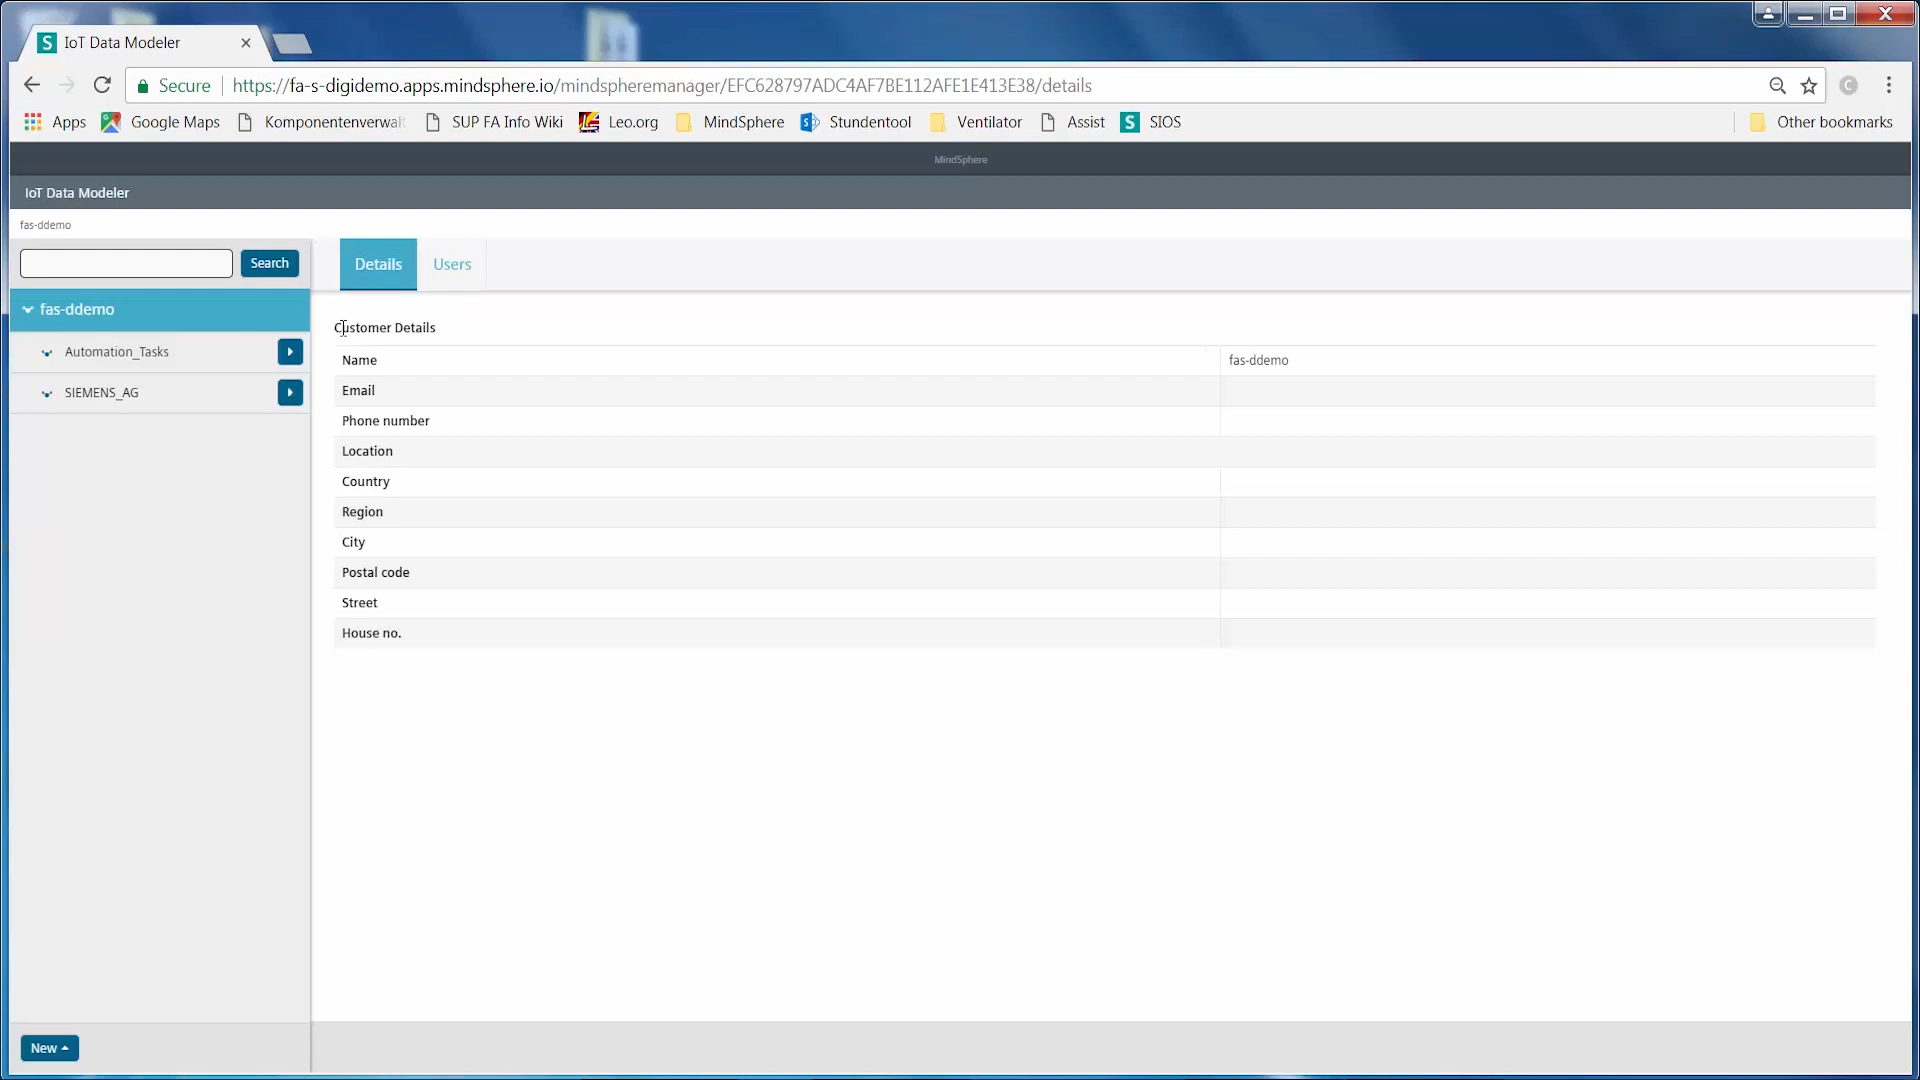 S IoT Data Modeler
Secure https://fa-s-digidemo.apps.mindsphere.io/mindspheremanager/EFC628797ADC4AF7BE112AFE1E413E38/details C
Apps Google Maps Komponentenverwalt SUP FA Info Wiki Leo.org MindSphere Stundentool Ventilator Assist S SIOS Other bookmarks
MindSphere
IoT Data Modeler
fas-ddemo
Search
Details Users
fas-ddemo
Automation_Tasks
SIEMENS_AG
Customer Details
Name fas-ddemo
Email
Phone number
Location
Country
Region
City
Postal code
Street
House no.
New